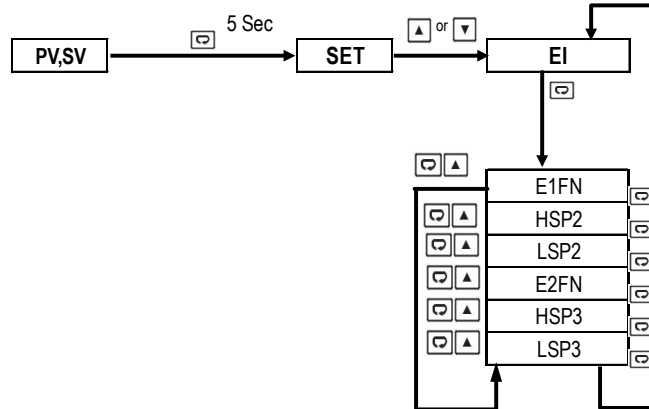 5 Sec
or
PV,SV
SET
EI
E1FN
HSP2
LSP2
E2FN
HSP3
LSP3